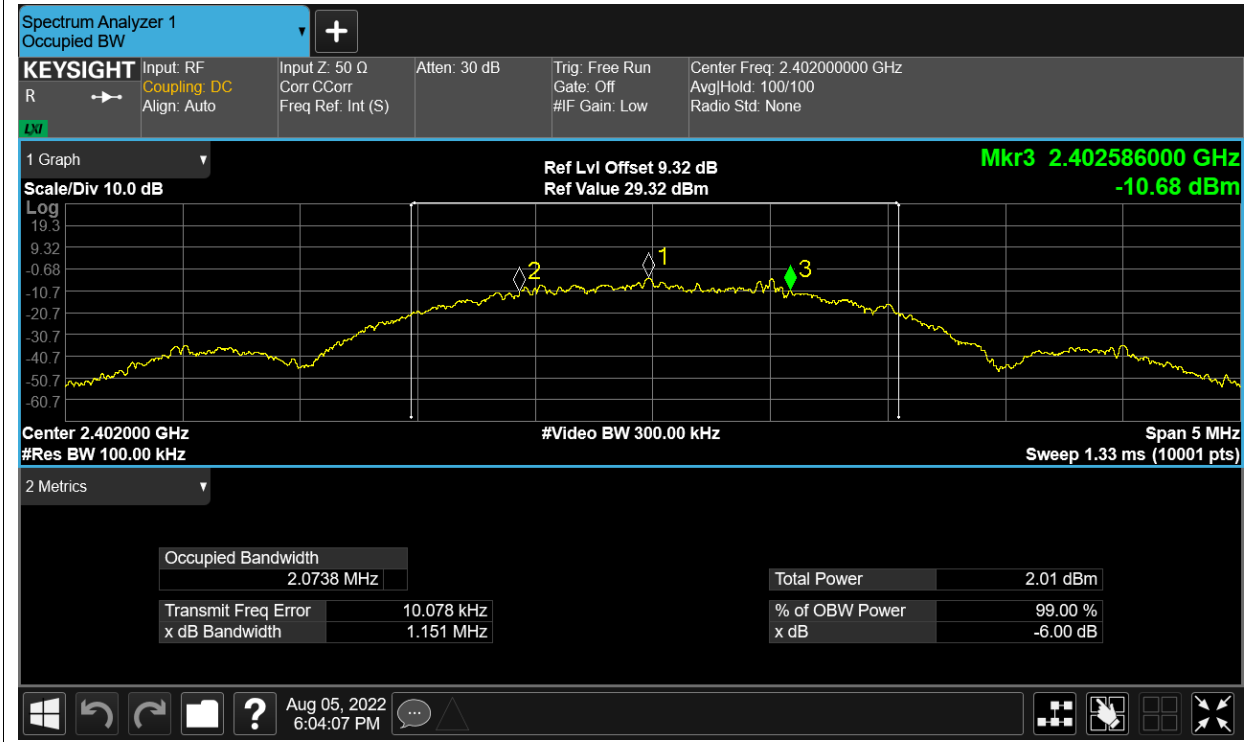 Spectrum Analyzer 1
Occupied BW
KEYSIGHT
R
LXI
Input: RF
Coupling: DC
Align: Auto
Input Z: 50 Ω
Corr CCorr
Freq Ref: Int (S)
Atten: 30 dB
Trig: Free Run
Gate: Off
#IF Gain: Low
Center Freq: 2.402000000 GHz
Avg|Hold: 100/100
Radio Std: None
1 Graph
Scale/Div 10.0 dB
Ref Lvl Offset 9.32 dB
Ref Value 29.32 dBm
Mkr3 2.402586000 GHz
-10.68 dBm
Log
19.3
9.32
-0.68
-10.7
-20.7
-30.7
-40.7
-50.7
-60.7
2
1
3
Center 2.402000 GHz
#Video BW 300.00 kHz
Span 5 MHz
#Res BW 100.00 kHz
Sweep 1.33 ms (10001 pts)
2 Metrics
Occupied Bandwidth
2.0738 MHz
Total Power 2.01 dBm
Transmit Freq Error 10.078 kHz
% of OBW Power 99.00 %
x dB Bandwidth 1.151 MHz
x dB -6.00 dB
?
Aug 05, 2022
6:04:07 PM